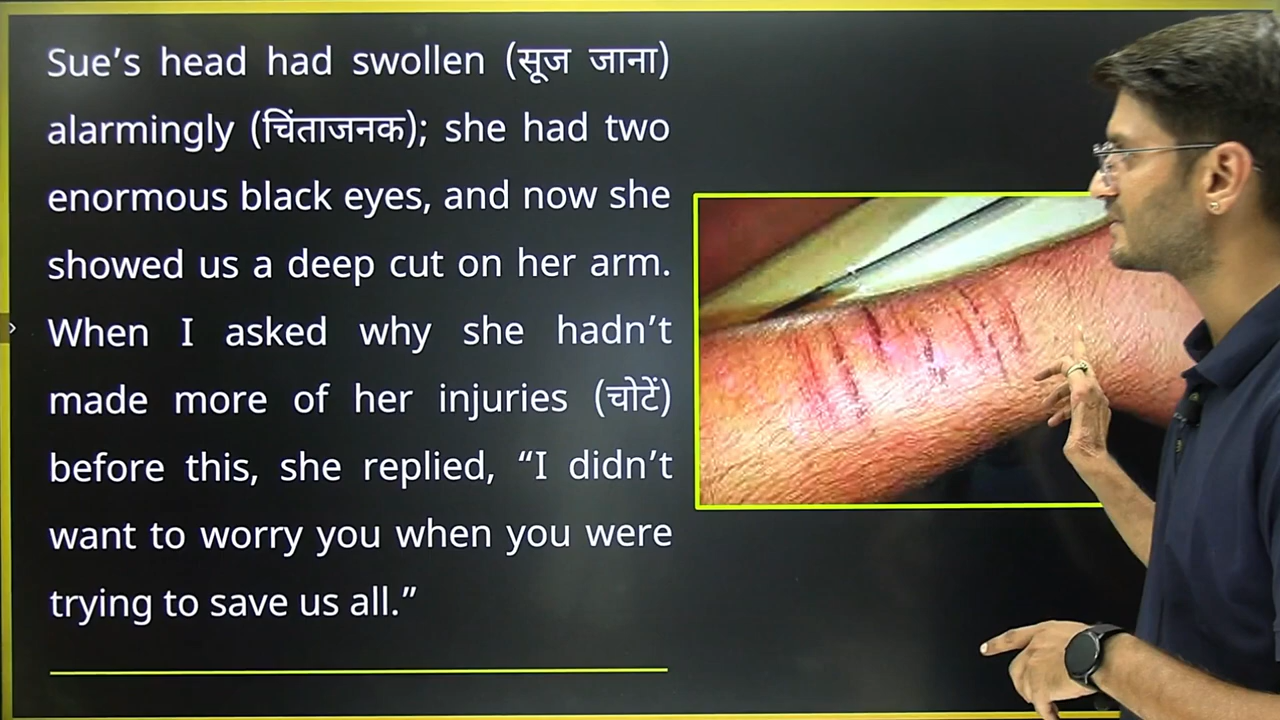 Sue’s head had swollen (सूज जाना)
alarmingly (चिंताजनक); she had two
enormous black eyes, and now she
showed us a deep cut on her arm.
When I asked why she hadn’t
made more of her injuries (चोटें)
before this, she replied, “I didn’t
want to worry you when you were
trying to save us all.”